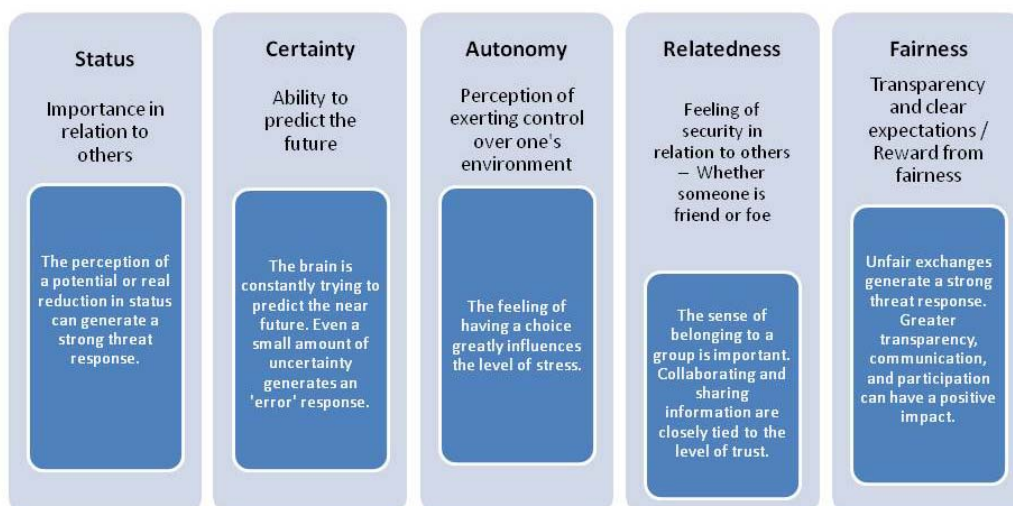 Status
Importance in
relation to
others
The perception of
a potential or real
reduction in status
can generate a
strong threat
response.
Certainty
Ability to
predict the
future
The brain is
constantly trying to
predict the near
future. Even a
small amount of
uncertainty
generates an
'error' response.
Autonomy
Perception of
exerting control
over one's
environment
The feeling of
having a choice
greatly influences
the level of stress.
Relatedness
Feeling of
security in
relation to others
– Whether
someone is
friend or foe
The sense of
belonging to a
group is important.
Collaborating and
sharing
information are
closely tied to the
level of trust.
Fairness
Transparency
and clear
expectations /
Reward from
fairness
Unfair exchanges
generate a strong
threat response.
Greater
transparency,
communication,
and participation
can have a positive
impact.